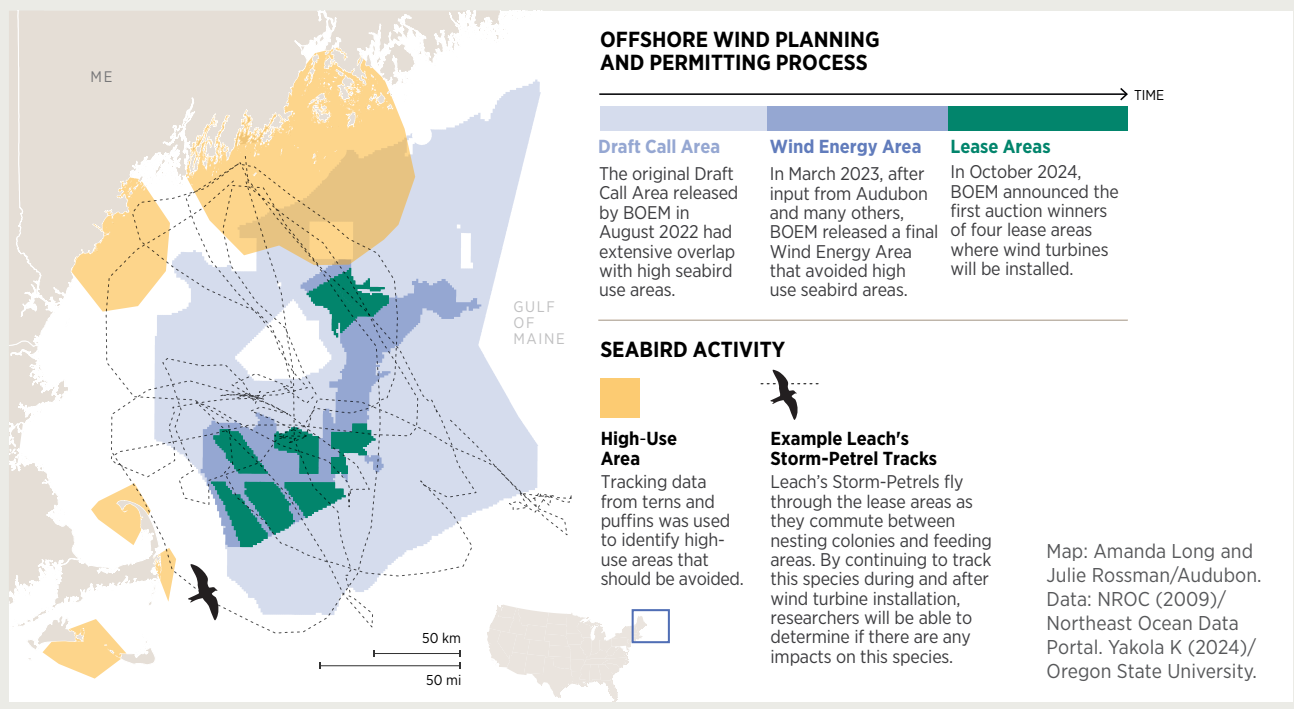 ME
GULF
OF
MAINE
50 km
50 mi
OFFSHORE WIND PLANNING
AND PERMITTING PROCESS
TIME
Draft Call Area
The original Draft
Call Area released
by BOEM in
August 2022 had
extensive overlap
with high seabird
use areas.
Wind Energy Area
In March 2023, after
input from Audubon
and many others,
BOEM released a final
Wind Energy Area
that avoided high
use seabird areas.
Lease Areas
In October 2024,
BOEM announced the
first auction winners
of four lease areas
where wind turbines
will be installed.
SEABIRD ACTIVITY
High-Use
Area
Tracking data
from terns and
puffins was used
to identify high-
use areas that
should be avoided.
Example Leach's
Storm-Petrel Tracks
Leach's Storm-Petrels fly
through the lease areas as
they commute between
nesting colonies and feeding
areas. By continuing to track
this species during and after
wind turbine installation,
researchers will be able to
determine if there are any
impacts on this species.
Map: Amanda Long and
Julie Rossman/Audubon.
Data: NROC (2009)/
Northeast Ocean Data
Portal. Yakola K (2024)/
Oregon State University.